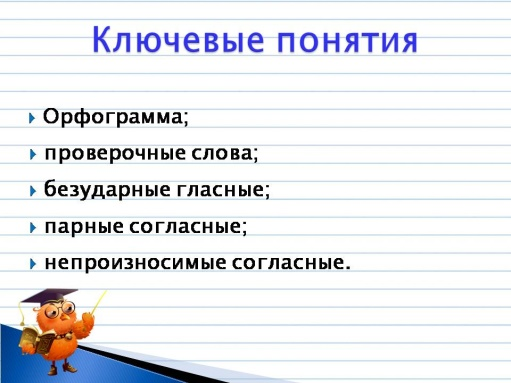 Ключевые понятия
Орфограмма;
проверочные слова;
безударные гласные;
парные согласные;
непроизносимые согласные.